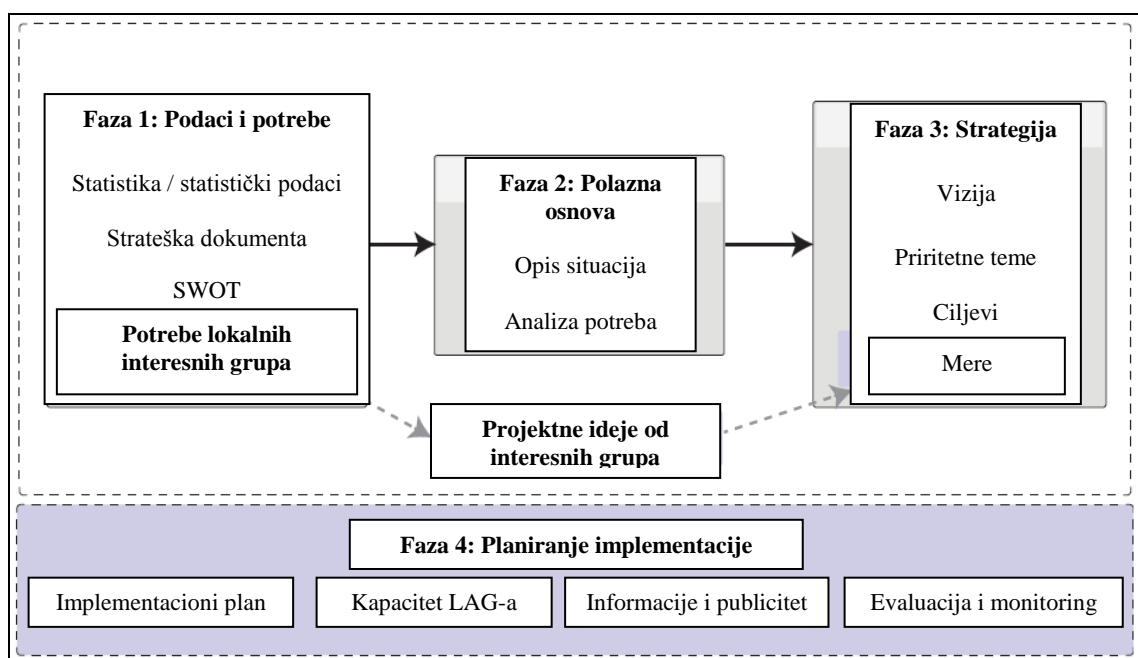 Faza 1: Podaci i potrebe
Statistika / statistički podaci
Strateška dokumenta
SWOT
Potrebe lokalnih
interesnih grupa
Faza 2: Polazna
osnova
Opis situacija
Analiza potreba
Faza 3: Strategija
Vizija
Priritetne teme
Ciljevi
Mere
Projektne ideje od
interesnih grupa
Faza 4: Planiranje implementacije
Implementacioni plan
Kapacitet LAG-a
Informacije i publicitet
Evaluacija i monitoring